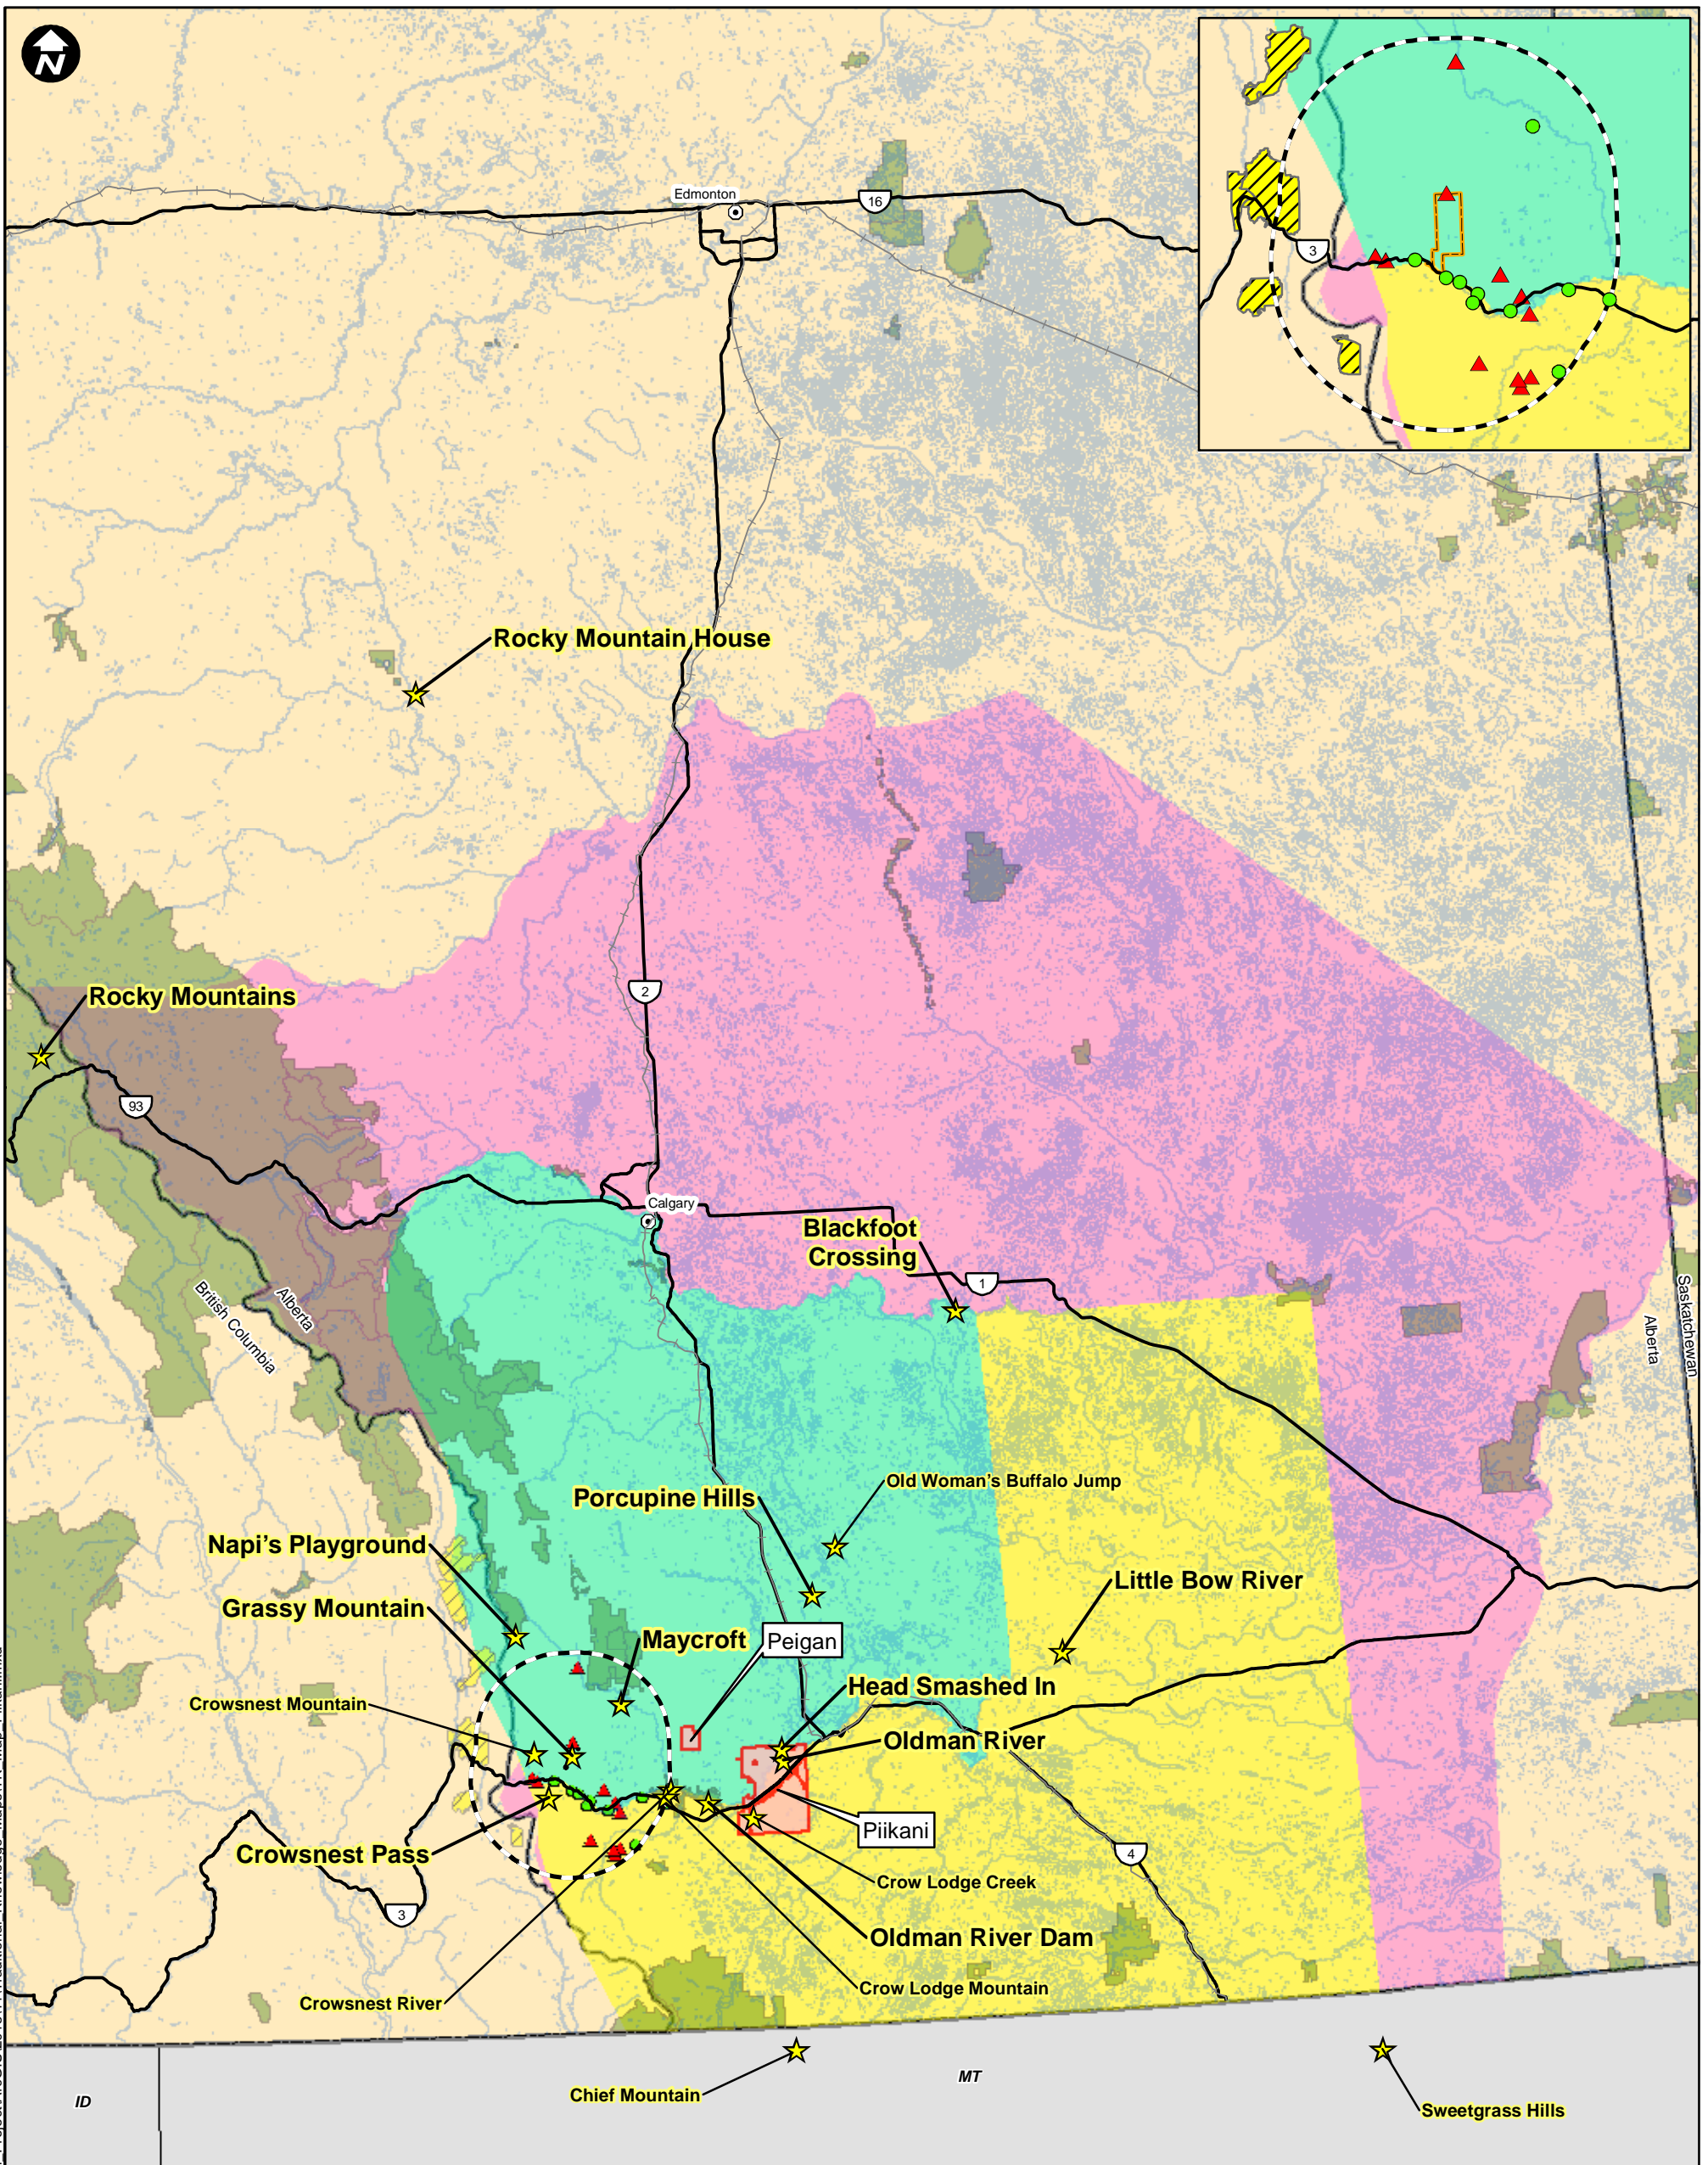 N
3
Edmonton
16
Rocky Mountain House
Rocky Mountains
2
93
Calgary
Blackfoot
Crossing
1
British Columbia
Alberta
Saskatchewan
Alberta
Old Woman's Buffalo Jump
Porcupine Hills
Napi's Playground
Little Bow River
Grassy Mountain
Maycroft
Peigan
Head Smashed In
Crowsnest Mountain
Oldman River
Piikani
Crowsnest Pass
4
Crow Lodge Creek
3
Oldman River Dam
Crow Lodge Mountain
Crowsnest River
MT
Chief Mountain
ID
Sweetgrass Hills